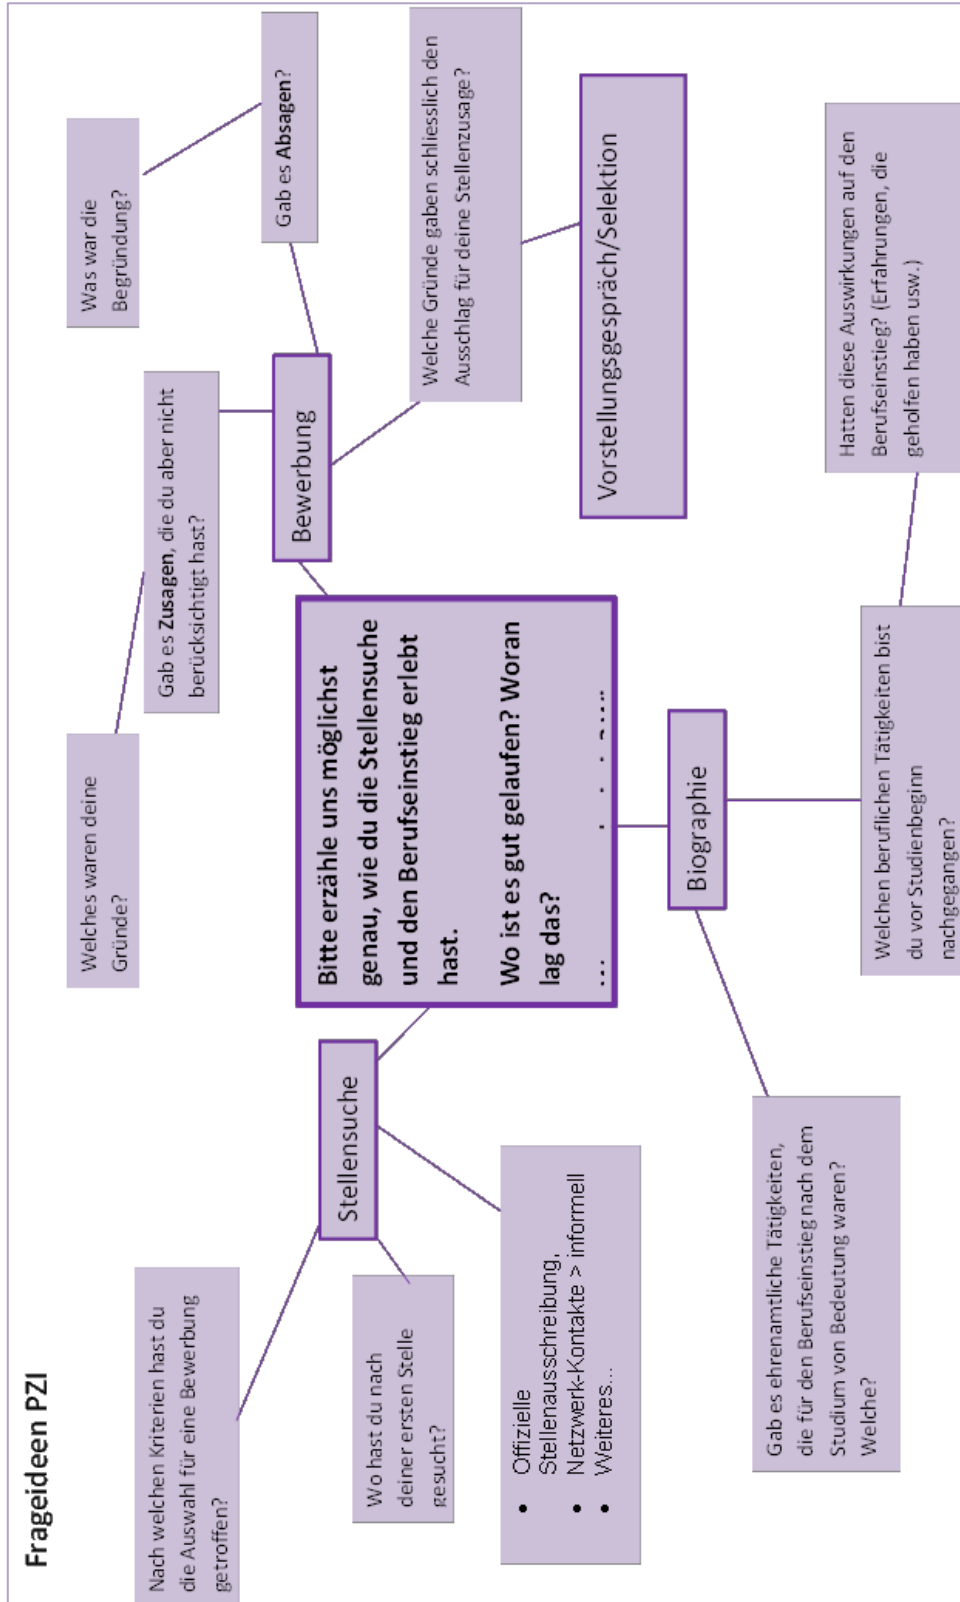 Frageideen PZI
Nach welchen Kriterien hast du
die Auswahl für eine Bewerbung
getroffen?
Wo hast du nach
deiner ersten Stelle
gesucht?
• Offizielle
Stellenausschreibung,
• Netzwerk-Kontakte > informell
• Weiteres...
Stellensuche
Welches waren deine
Gründe?
Gab es Zusagen, die du aber nicht
berücksichtigt hast?
Was war die
Begründung?
Gab es Absagen?
Bewerbung
Welche Gründe gaben schliesslich den
Ausschlag für deine Stellenzusage?
Vorstellungsgespräch/Selektion
Bitte erzähle uns möglichst
genau, wie du die Stellensuche
und den Berufseinstieg erlebt
hast.
Wo ist es gut gelaufen? Woran
lag das?
...
Biographie
Gab es ehrenamtliche Tätigkeiten,
die für den Berufseinstieg nach dem
Studium von Bedeutung waren?
Welche?
Welchen beruflichen Tätigkeiten bist
du vor Studienbeginn
nachgegangen?
Hatten diese Auswirkungen auf den
Berufseinstieg? (Erfahrungen, die
geholfen haben usw.)